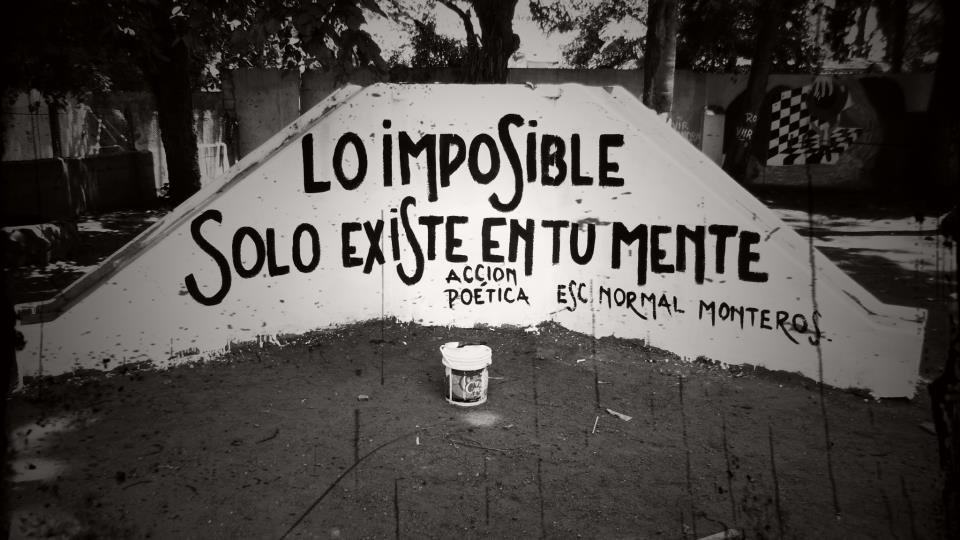 LO iMPOSiBLE
SOLO EXiSTE EN TU MENTE
ACCION
POÉTICA
ESC NORMAL MONTEROS